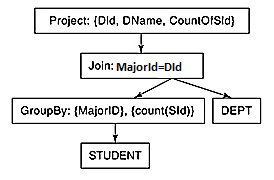 Project: {DId, DName, CountOfSId}
Join: MajorId=DId
GroupBy: {MajorID}, {count(SId)}
DEPT
STUDENT